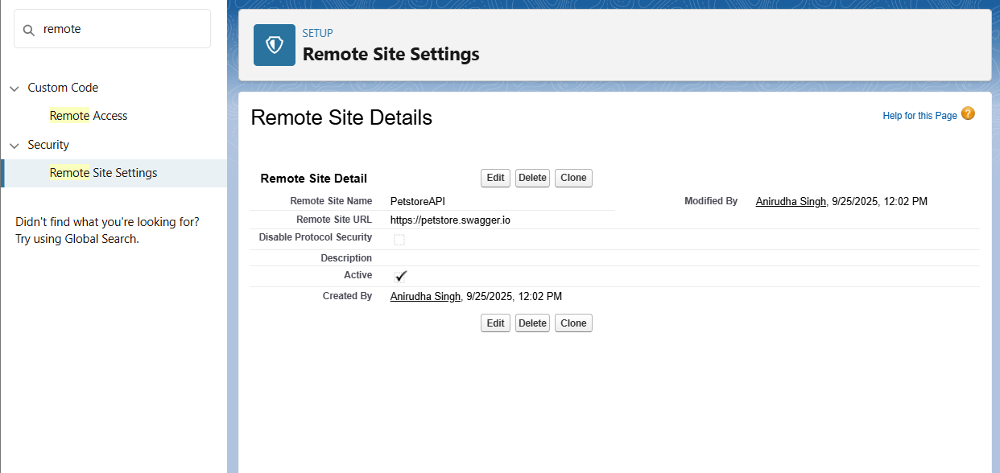 remote
Custom Code
Remote Access
Security
Remote Site Settings
Didn't find what you're looking for?
Try using Global Search.
SETUP
Remote Site Settings
Remote Site Details
Help for this Page ?
Remote Site Detail
Edit Delete Clone
Remote Site Name PetstoreAPI Modified By Anirudha Singh, 9/25/2025, 12:02 PM
Remote Site URL https://petstore.swagger.io
Disable Protocol Security
Description
Active
Created By Anirudha Singh, 9/25/2025, 12:02 PM
Edit Delete Clone